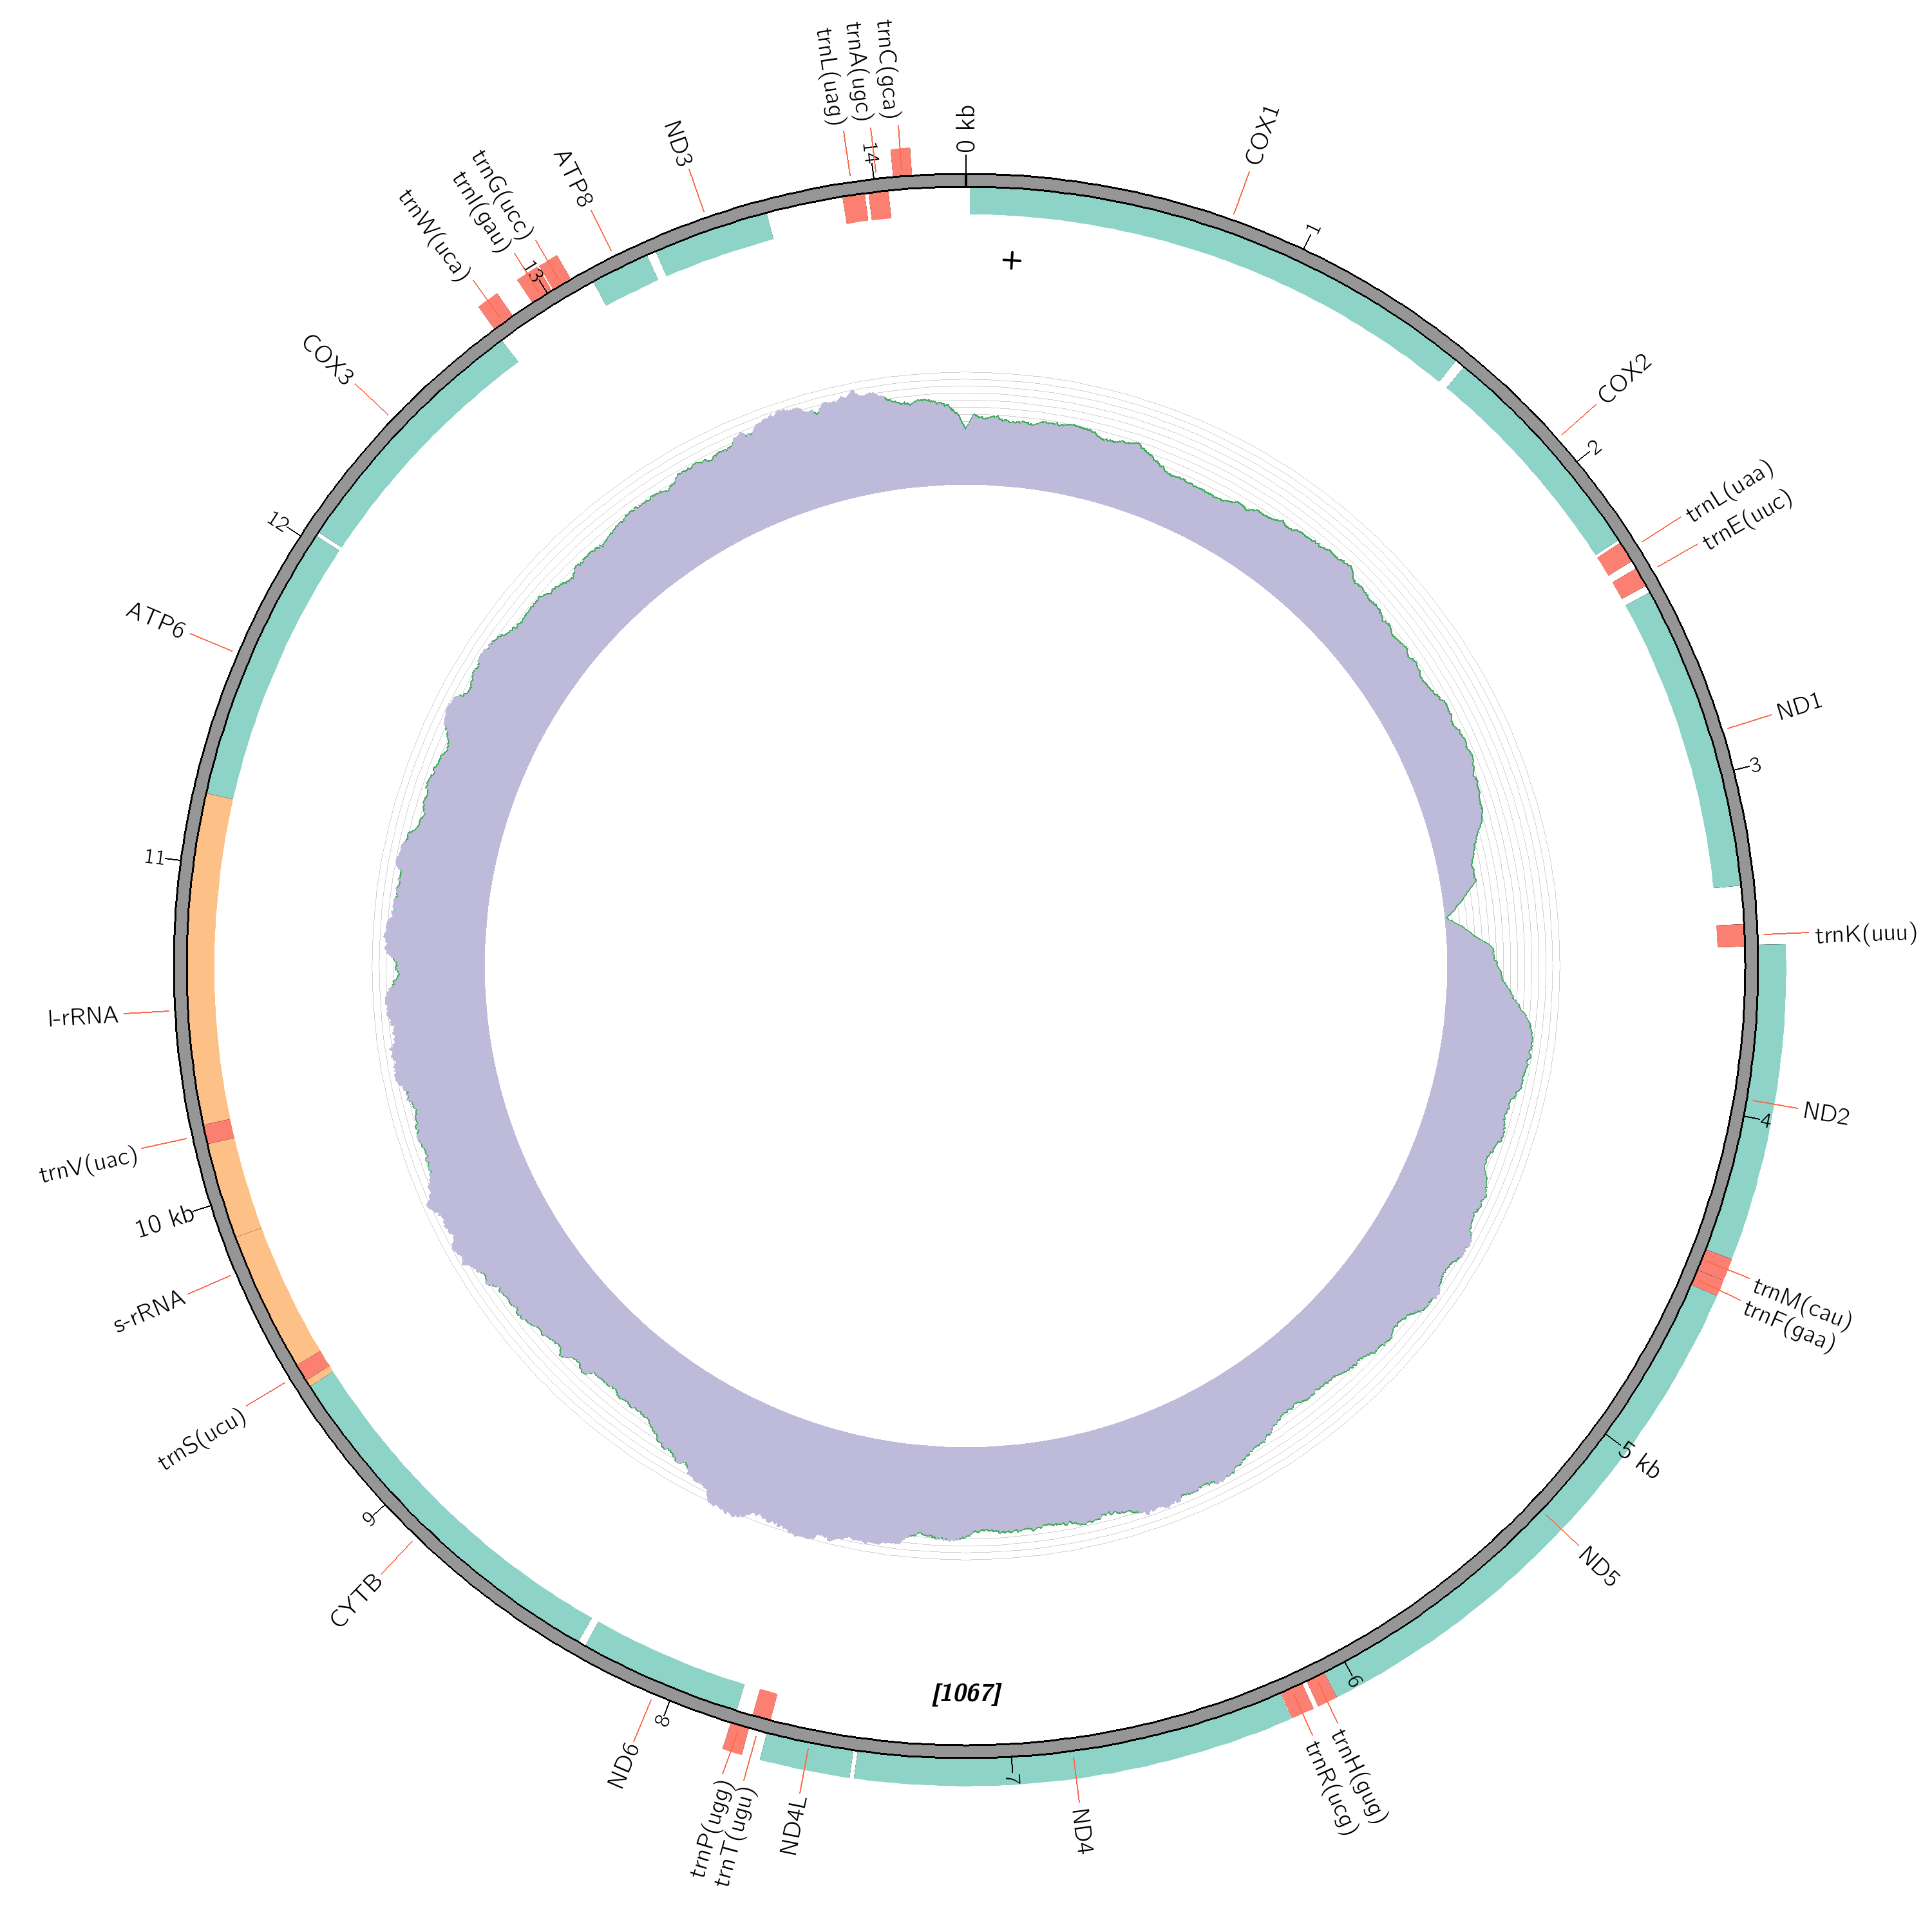 0 kb
COX1
1
COX2
2
trnL(uaa)
trnE(uuc)
ND1
3
trnK(uuu)
ND2
4
trnM(cau)
trnF(gaa)
5 kb
ND5
6
trnH(gug)
trnR(ucg)
ND4
7
ND4L
trnT(ugu)
trnP(ugg)
8
ND6
CYTB
9
trnS(ucu)
s-rRNA
10 kb
trnV(uac)
l-rRNA
11
ATP6
12
COX3
trnW(uca)
trnI(gau)
13
trnG(ucc)
ATP8
ND3
trnL(uag)
trnA(ugc)
14
trnC(gca)
+
[1067]